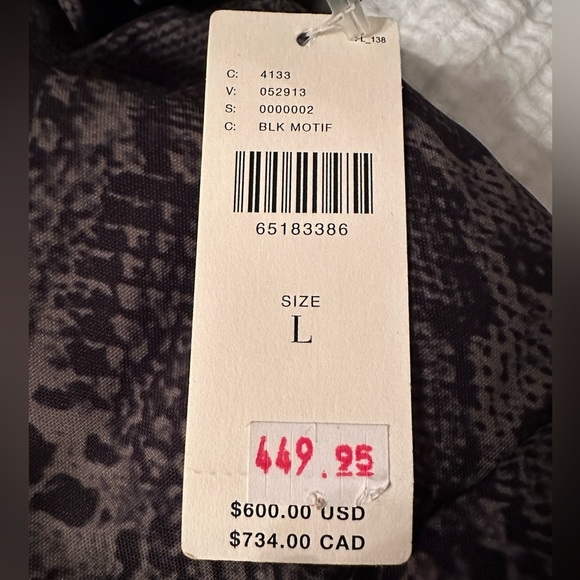 C: 4133
V: 052913
S: 0000002
C: BLK MOTIF
65183386
SIZE
L
449.95
$600.00 USD
$734.00 CAD